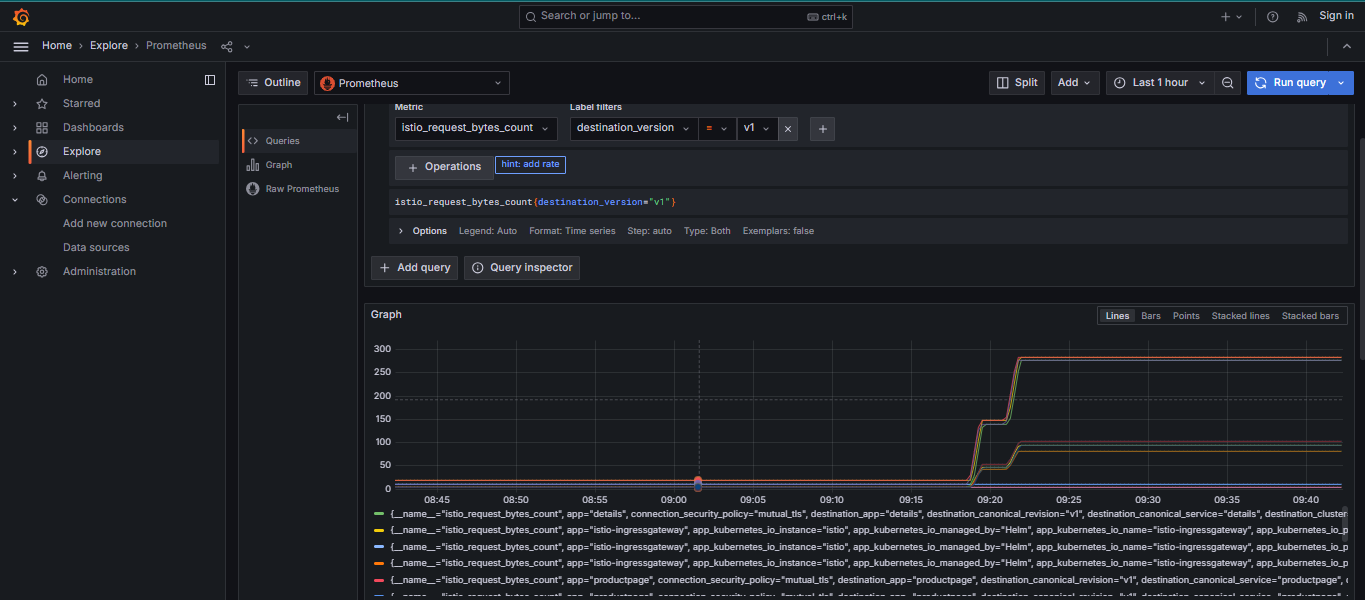 Search or jump to...
ctrl+k
Sign in
Home
Explore
Prometheus
Home
Starred
Dashboards
Explore
Alerting
Connections
Add new connection
Data sources
Administration
Outline
Prometheus
Split
Add
Last 1 hour
Run query
Queries
Graph
Raw Prometheus
Metric
Label filters
istio_request_bytes_count
destination_version
=
v1
Operations
hint: add rate
istio_request_bytes_count{destination_version="v1"}
Options Legend: Auto Format: Time series Step: auto Type: Both Exemplars: false
+ Add query
Query inspector
Graph
Lines Bars Points Stacked lines Stacked bars
300
250
200
150
100
50
0
08:45 08:50 08:55 09:00 09:05 09:10 09:15 09:20 09:25 09:30 09:35 09:40
{__name__="istio_request_bytes_count", app="details", connection_security_policy="mutual_tls", destination_app="details", destination_canonical_revision="v1", destination_canonical_service="details", destination_cluster
{__name__="istio_request_bytes_count", app="istio-ingressgateway", app_kubernetes_io_instance="istio", app_kubernetes_io_managed_by="Helm", app_kubernetes_io_name="istio-ingressgateway", app_kubernetes_io_p
{__name__="istio_request_bytes_count", app="istio-ingressgateway", app_kubernetes_io_instance="istio", app_kubernetes_io_managed_by="Helm", app_kubernetes_io_name="istio-ingressgateway", app_kubernetes_io_p
{__name__="istio_request_bytes_count", app="istio-ingressgateway", app_kubernetes_io_instance="istio", app_kubernetes_io_managed_by="Helm", app_kubernetes_io_name="istio-ingressgateway", app_kubernetes_io_p
{__name__="istio_request_bytes_count", app="productpage", connection_security_policy="mutual_tls", destination_app="productpage", destination_canonical_revision="v1", destination_canonical_service="productpage",